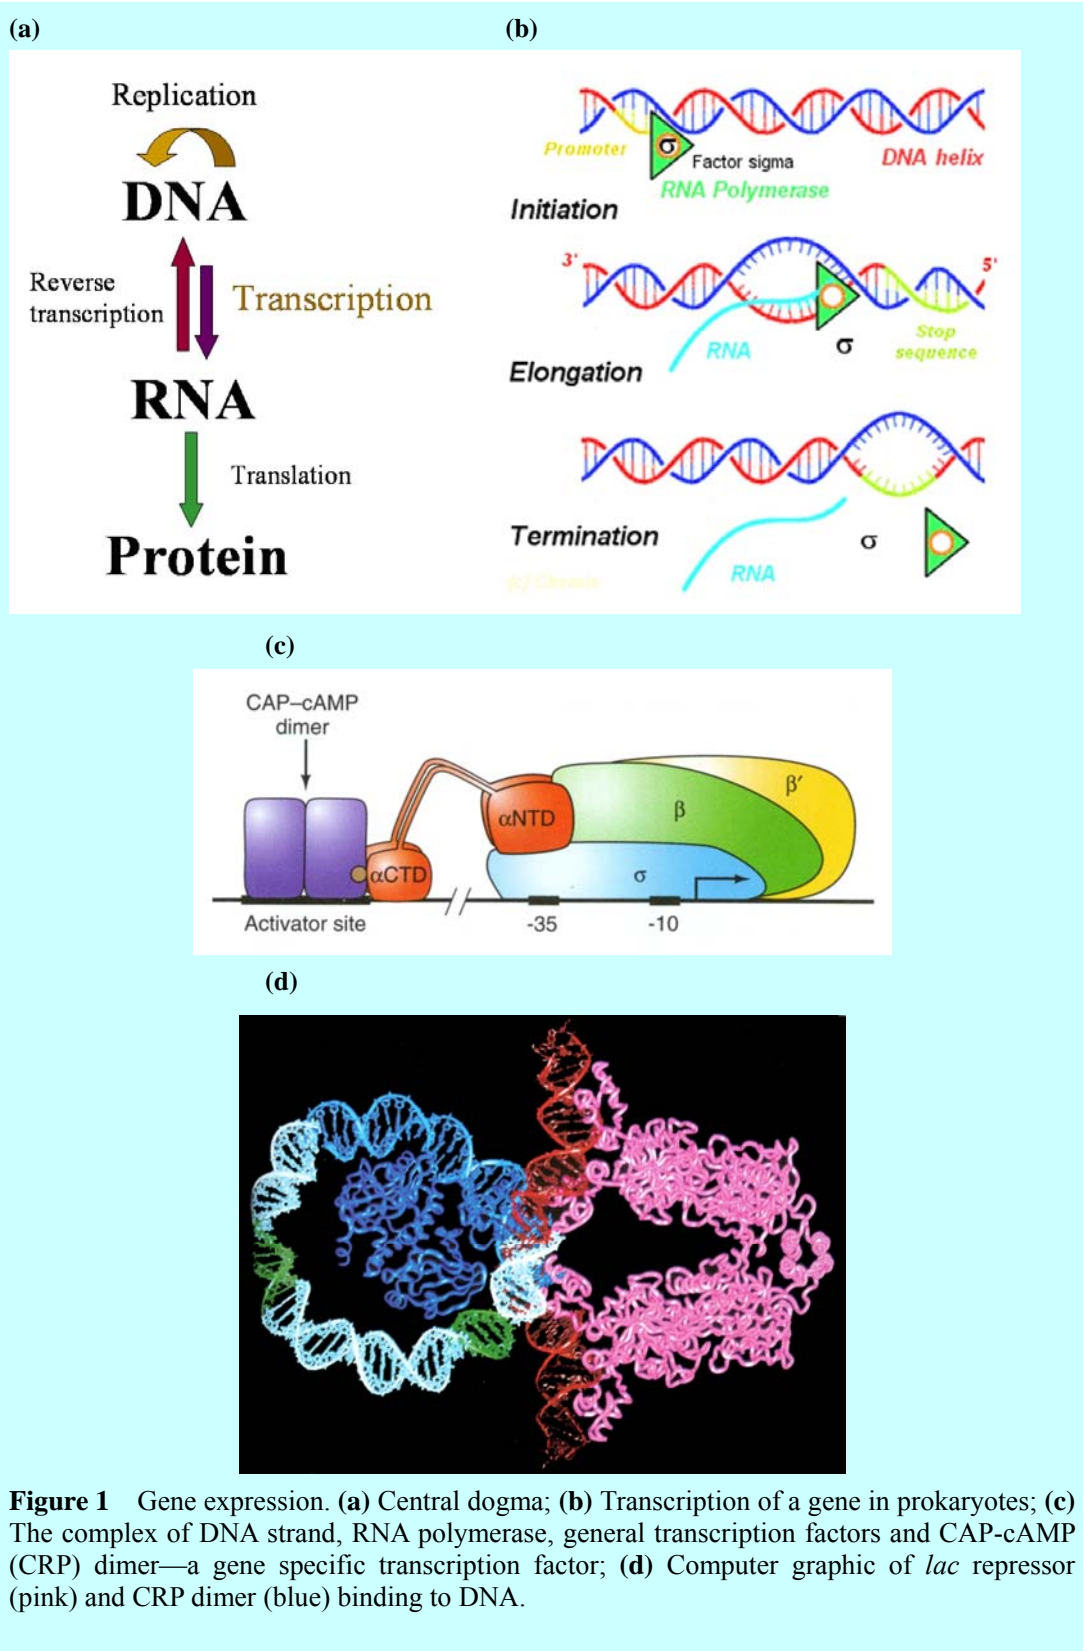 (a)
Replication
DNA
Reverse
transcription
Transcription
RNA
Translation
Protein
(b)
Promoter
σ
Factor sigma
DNA helix
RNA Polymerase
Initiation
3'
5'
RNA
σ
Stop
sequence
Elongation
Termination
σ
RNA
(c)
CAP–cAMP
dimer
αCTD
αNTD
β
β'
σ
Activator site
-35
-10
(d)
Figure 1 Gene expression. (a) Central dogma; (b) Transcription of a gene in prokaryotes; (c)
The complex of DNA strand, RNA polymerase, general transcription factors and CAP-cAMP
(CRP) dimer—a gene specific transcription factor; (d) Computer graphic of lac repressor
(pink) and CRP dimer (blue) binding to DNA.